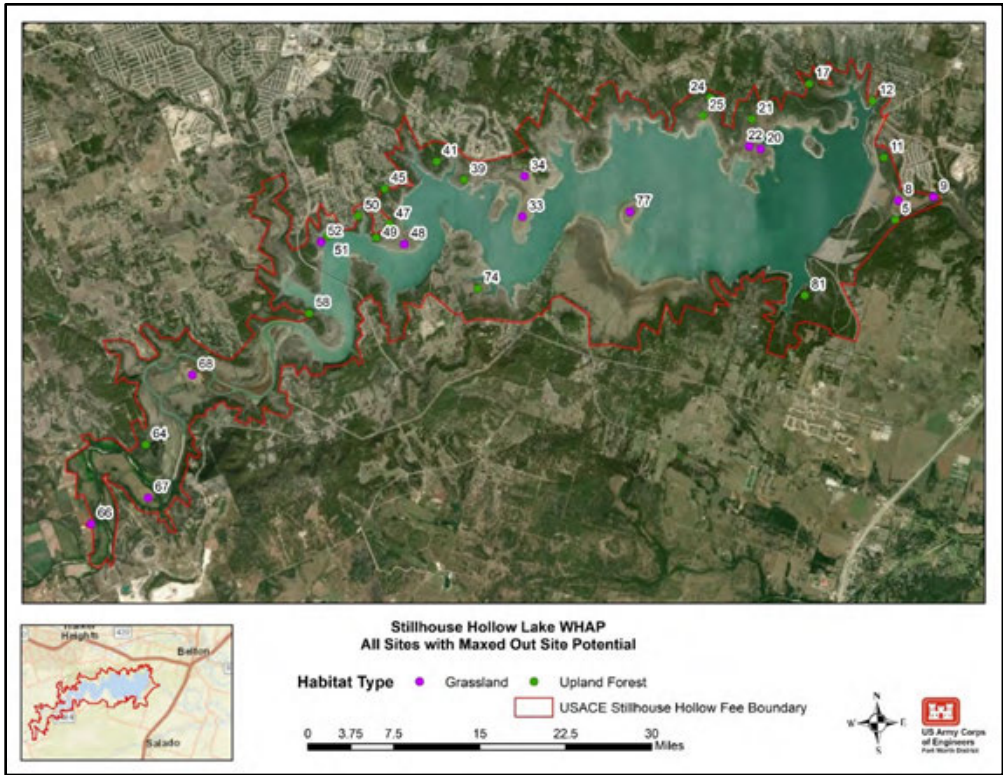 24
17
12
25
21
41
22
20
11
39
34
45
8
9
50
47
33
77
5
52
49
48
51
74
81
58
68
64
67
66
Stillhouse Hollow Lake WHAP
All Sites with Maxed Out Site Potential
Habitat Type Grassland Upland Forest
USACE Stillhouse Hollow Fee Boundary
0 3.75 7.5 15 22.5 30
Miles
Heights
Belton
Salado
N
W E
S
US Army Corps
of Engineers
Fort Worth District